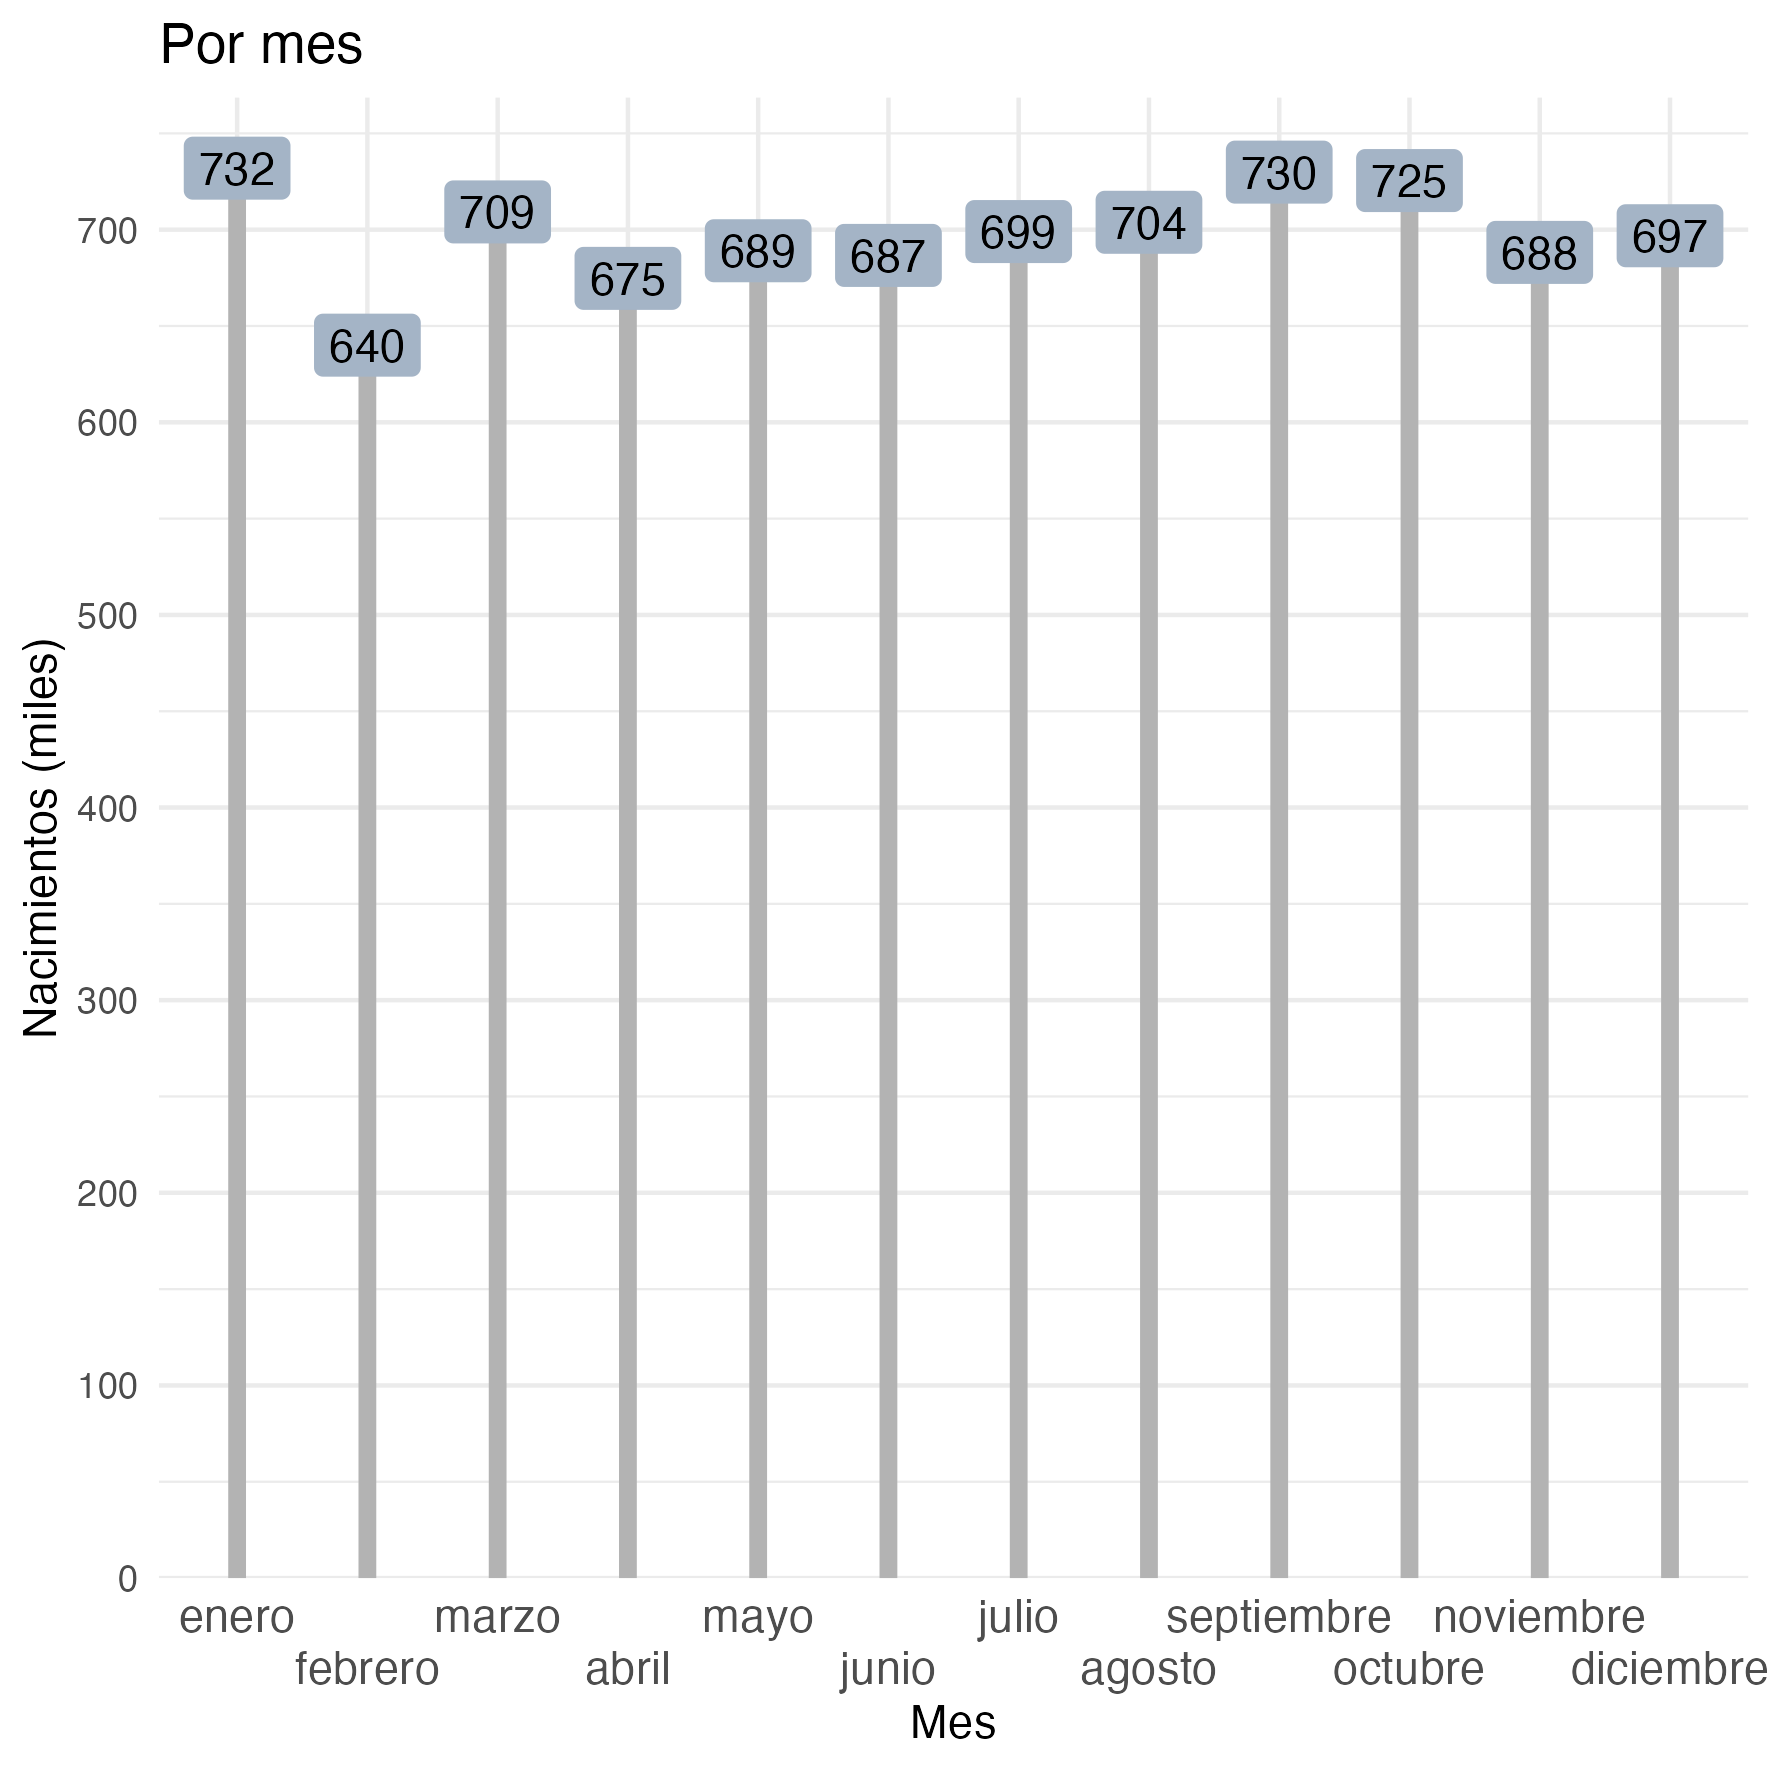 Por mes
Nacimientos (miles)
700
600
500
400
300
200
100
0
732
640
709
675
689
687
699
704
730
725
688
697
enero
febrero
marzo
abril
mayo
junio
julio
agosto
septiembre
octubre
noviembre
diciembre
Mes